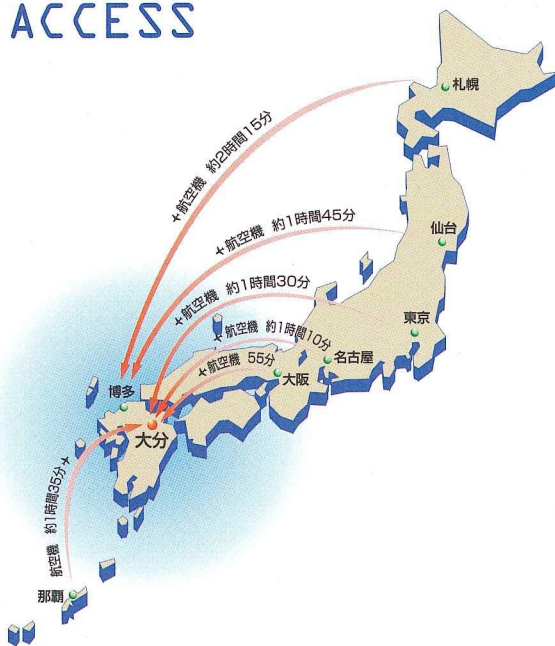 ACCESS
札幌
✈航空機 約2時間15分
✈航空機 約1時間45分
仙台
✈航空機 約1時間30分
東京
✈航空機 約1時間10分
名古屋
✈航空機 55分
大阪
博多
大分
航空機 約1時間35分✈
那覇